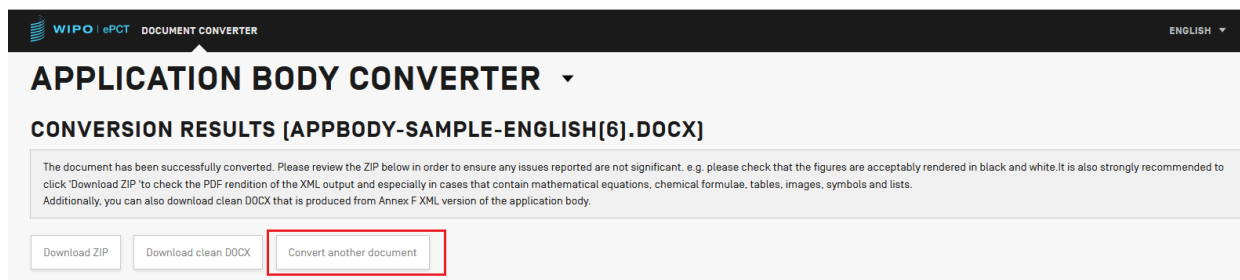 WIPO | ePCT DOCUMENT CONVERTER ENGLISH
APPLICATION BODY CONVERTER
CONVERSION RESULTS (APPBODY-SAMPLE-ENGLISH(6).DOCX)
The document has been successfully converted. Please review the ZIP below in order to ensure any issues reported are not significant. e.g. please check that the figures are acceptably rendered in black and white.It is also strongly recommended to
click 'Download ZIP 'to check the PDF rendition of the XML output and especially in cases that contain mathematical equations, chemical formulae, tables, images, symbols and lists.
Additionally, you can also download clean DOCX that is produced from Annex F XML version of the application body.
Download ZIP Download clean DOCX Convert another document